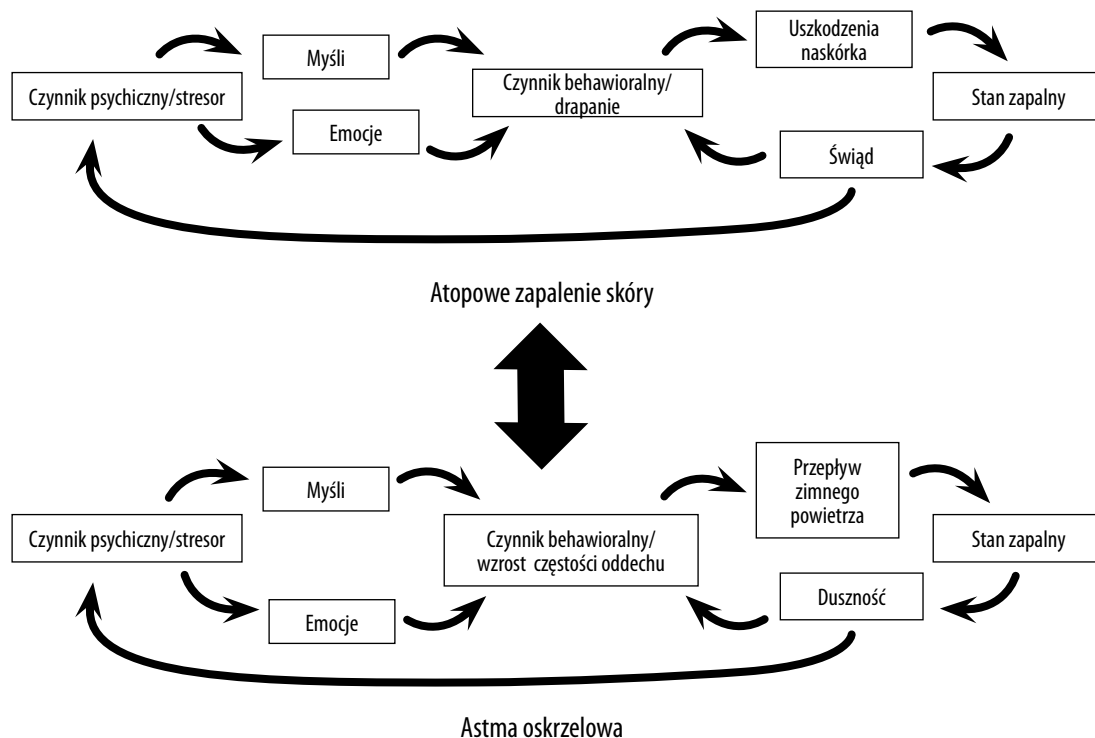 Myśli
Uszkodzenia
naskórka
Czynnik psychiczny/stresor
Czynnik behawioralny/
drapanie
Stan zapalny
Emocje
Świąd
Atopowe zapalenie skóry
Myśli
Przepływ
zimnego
powietrza
Czynnik psychiczny/stresor
Czynnik behawioralny/
wzrost częstości oddechu
Stan zapalny
Emocje
Duszność
Astma oskrzelowa